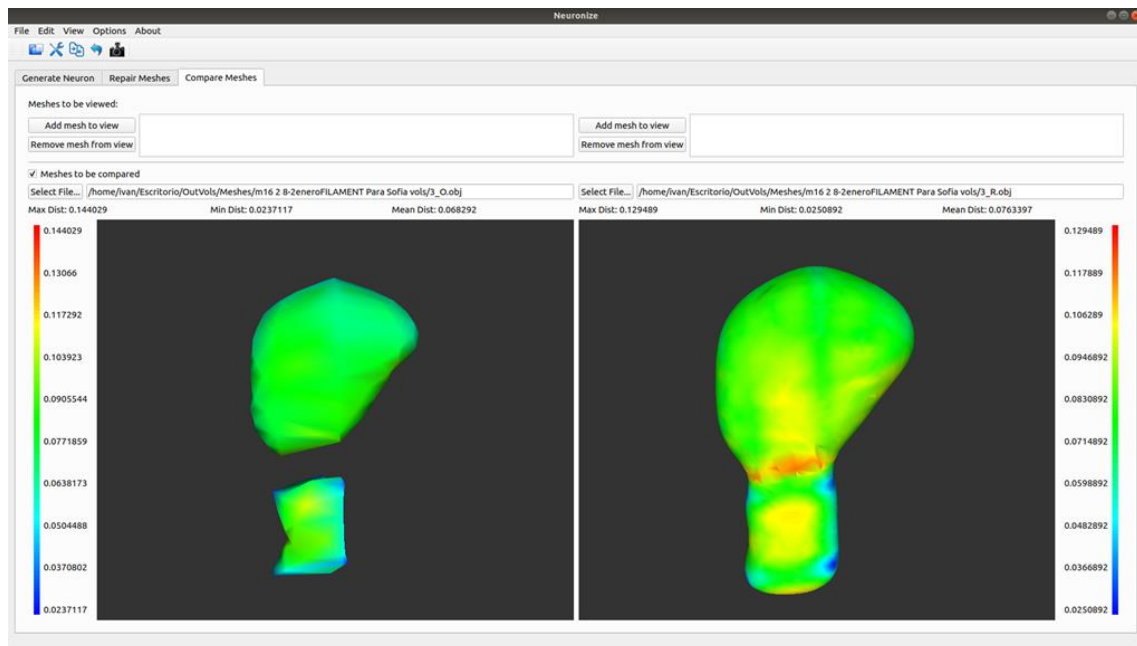 Neuronize
File Edit View Options About
Generate Neuron Repair Meshes Compare Meshes
Meshes to be viewed:
Add mesh to view Add mesh to view
Remove mesh from view Remove mesh from view
Meshes to be compared
Select File... /home/ivan/Escritorio/OutVols/Meshes/m16 2 8-2eneroFILAMENT Para Sofia vols/3_O.obj Select File... /home/ivan/Escritorio/OutVols/Meshes/m16 2 8-2eneroFILAMENT Para Sofia vols/3_R.obj
Max Dist: 0.144029 Min Dist: 0.0237117 Mean Dist: 0.068292 Max Dist: 0.129489 Min Dist: 0.0250892 Mean Dist: 0.0763397
0.144029 0.129489
0.13066 0.117889
0.117292 0.106289
0.103923 0.0946892
0.0905544 0.0830892
0.0771859 0.0714892
0.0638173 0.0598892
0.0504488 0.0482892
0.0370802 0.0366892
0.0237117 0.0250892